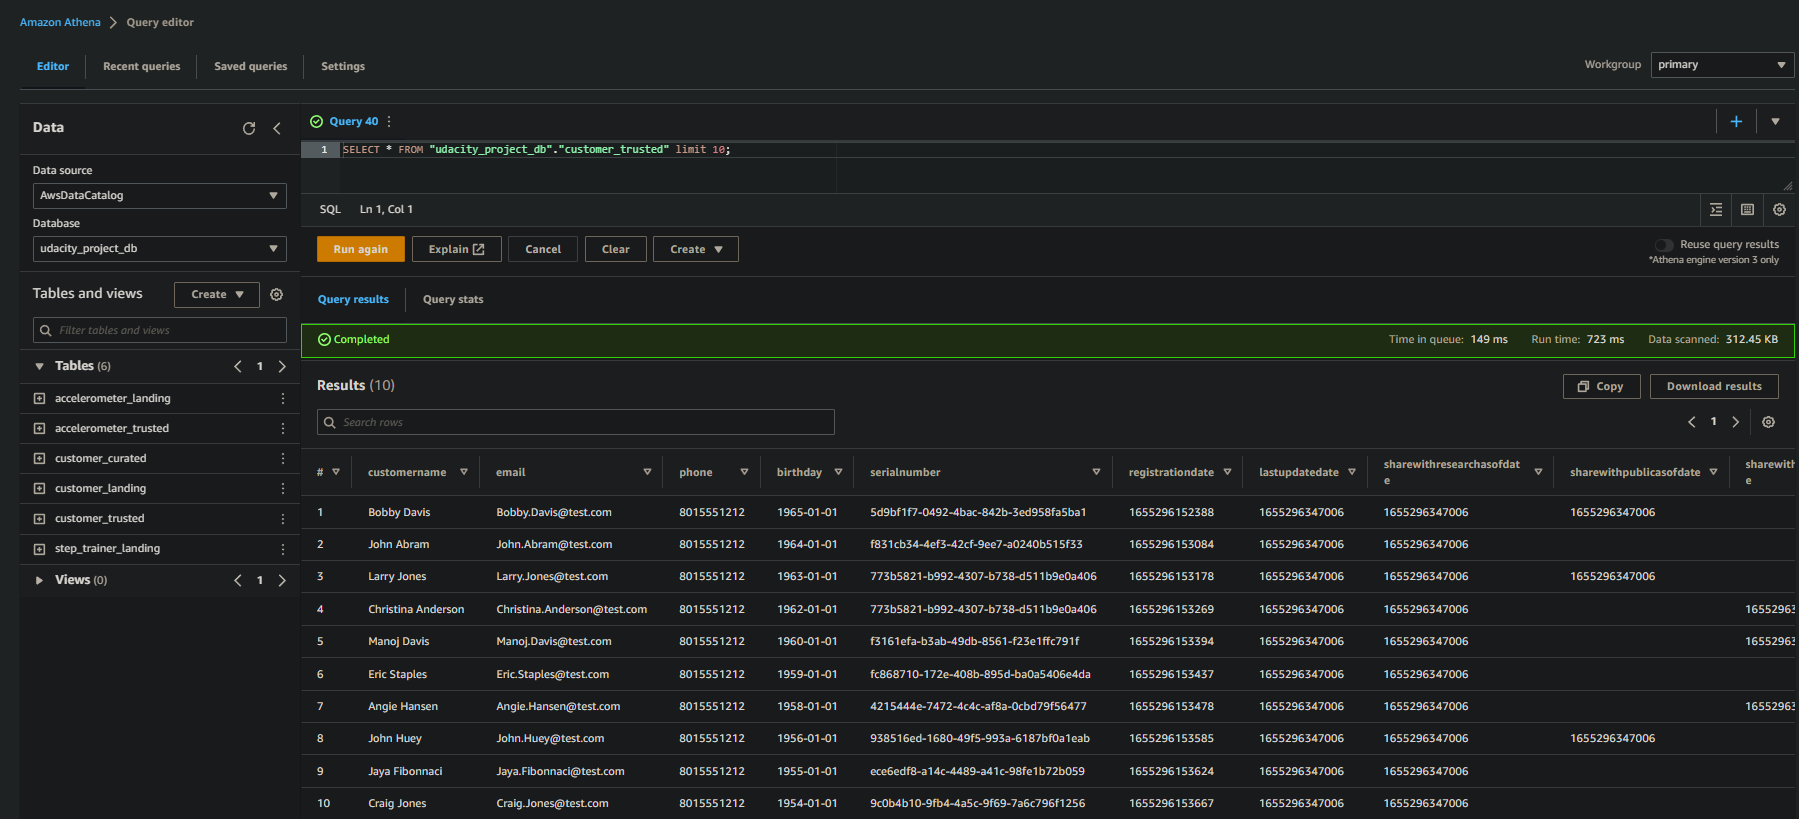 Amazon Athena > Query editor
Editor Recent queries Saved queries Settings
Workgroup primary
Data
Data source
AwsDataCatalog
Database
udacity_project_db
Tables and views Create
Filter tables and views
Tables (6) 1
accelerometer_landing
accelerometer_trusted
customer_curated
customer_landing
customer_trusted
step_trainer_landing
Views (0) 1
Query 40
1 SELECT * FROM "udacity_project_db"."customer_trusted" limit 10;
SQL Ln 1, Col 1
Run again Explain Cancel Clear Create
Reuse query results
*Athena engine version 3 only
Query results Query stats
Completed Time in queue: 149 ms Run time: 723 ms Data scanned: 312.45 KB
Results (10) Copy Download results
Search rows 1
# customername email phone birthday serialnumber registrationdate lastupdatedate sharewithresearchasofdate sharewithpublicasofdate
1 Bobby Davis Bobby.Davis@test.com 8015551212 1965-01-01 5d9bf1f7-0492-4bac-842b-3ed958fa5ba1 1655296152388 1655296347006 1655296347006 1655296347006
2 John Abram John.Abram@test.com 8015551212 1964-01-01 f831cb34-4ef3-42cf-9ee7-a0240b515f33 1655296153084 1655296347006 1655296347006
3 Larry Jones Larry.Jones@test.com 8015551212 1963-01-01 773b5821-b992-4307-b738-d511b9e0a406 1655296153178 1655296347006 1655296347006 1655296347006
4 Christina Anderson Christina.Anderson@test.com 8015551212 1962-01-01 773b5821-b992-4307-b738-d511b9e0a406 1655296153269 1655296347006 1655296347006
5 Manoj Davis Manoj.Davis@test.com 8015551212 1960-01-01 f3161efa-b3ab-49db-8561-f23e1ffc791f 1655296153394 1655296347006 1655296347006
6 Eric Staples Eric.Staples@test.com 8015551212 1959-01-01 fc868710-172e-408b-895d-ba0a5406e4da 1655296153437 1655296347006 1655296347006
7 Angie Hansen Angie.Hansen@test.com 8015551212 1958-01-01 4215444e-7472-4c4c-af8a-0cbd79f56477 1655296153478 1655296347006 1655296347006
8 John Huey John.Huey@test.com 8015551212 1956-01-01 938516ed-1680-49f5-993a-6187bf0a1eab 1655296153585 1655296347006 1655296347006 1655296347006
9 Jaya Fibonnaci Jaya.Fibonnaci@test.com 8015551212 1955-01-01 ece6edf8-a14c-4489-a41c-98fe1b72b059 1655296153624 1655296347006 1655296347006
10 Craig Jones Craig.Jones@test.com 8015551212 1954-01-01 9c0b4b10-9fb4-4a5c-9f69-7a6c796f1256 1655296153667 1655296347006 1655296347006